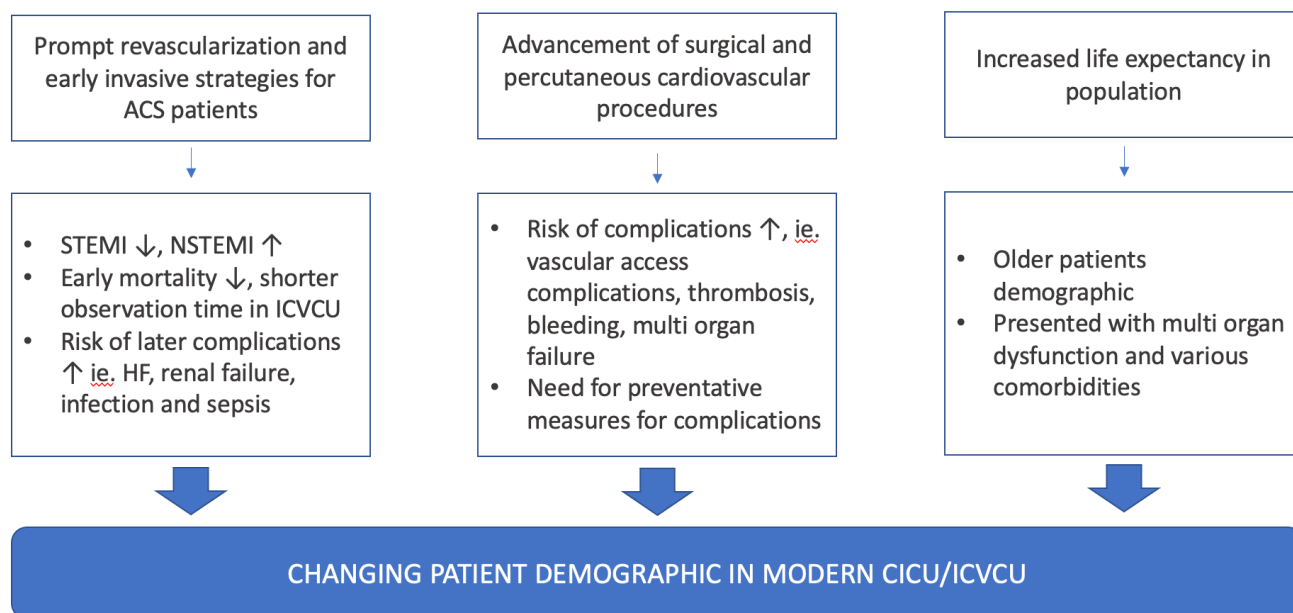 Prompt revascularization and
early invasive strategies for
ACS patients
Advancement of surgical and
percutaneous cardiovascular
procedures
Increased life expectancy in
population
• STEMI ↓, NSTEMI ↑
• Early mortality ↓, shorter
observation time in ICVCU
• Risk of later complications
↑ ie. HF, renal failure,
infection and sepsis
• Risk of complications ↑, ie.
vascular access
complications, thrombosis,
bleeding, multi organ
failure
• Need for preventative
measures for complications
• Older patients
demographic
• Presented with multi organ
dysfunction and various
comorbidities
CHANGING PATIENT DEMOGRAPHIC IN MODERN CICU/ICVCU